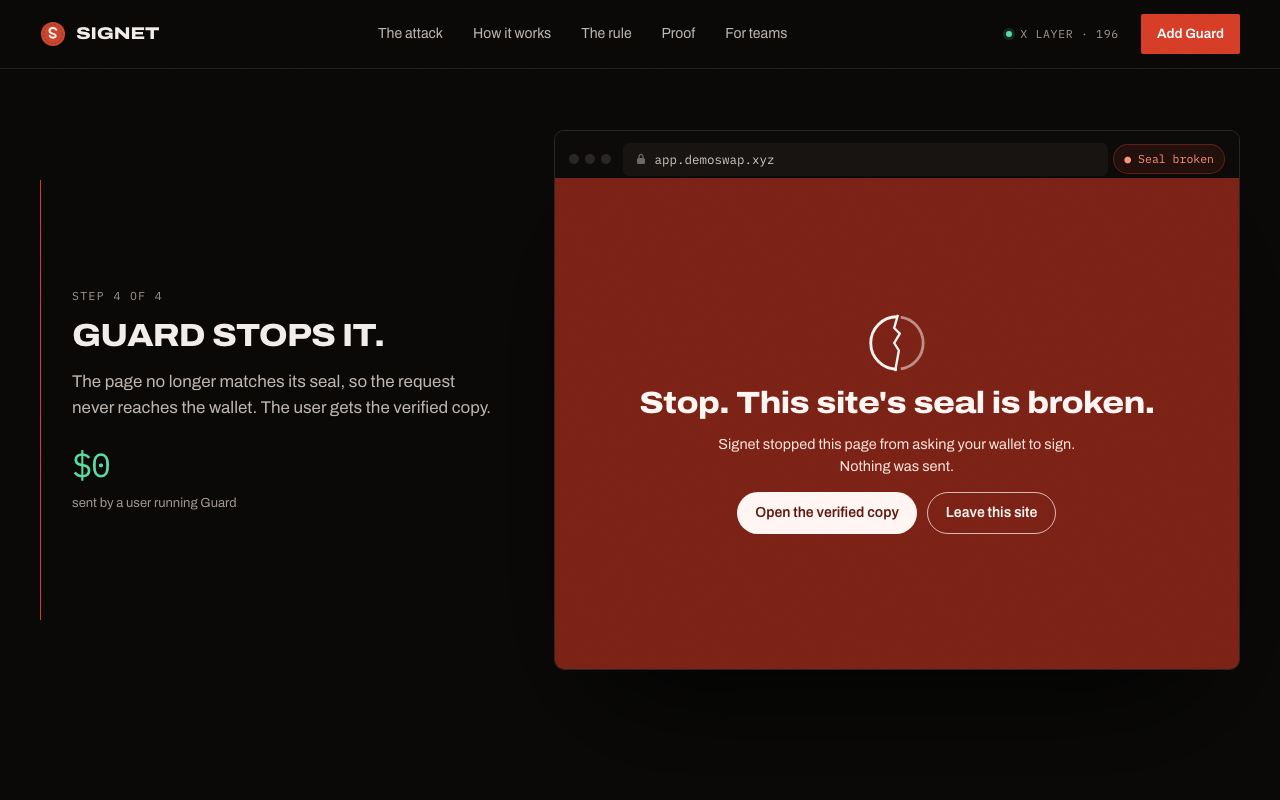 S SIGNET
The attack
How it works
The rule
Proof
For teams
X LAYER · 196
Add Guard
STEP 4 OF 4
GUARD STOPS IT.
The page no longer matches its seal, so the request
never reaches the wallet. The user gets the verified copy.
$0
sent by a user running Guard
app.demoswap.xyz
Seal broken
Stop. This site's seal is broken.
Signet stopped this page from asking your wallet to sign.
Nothing was sent.
Open the verified copy
Leave this site